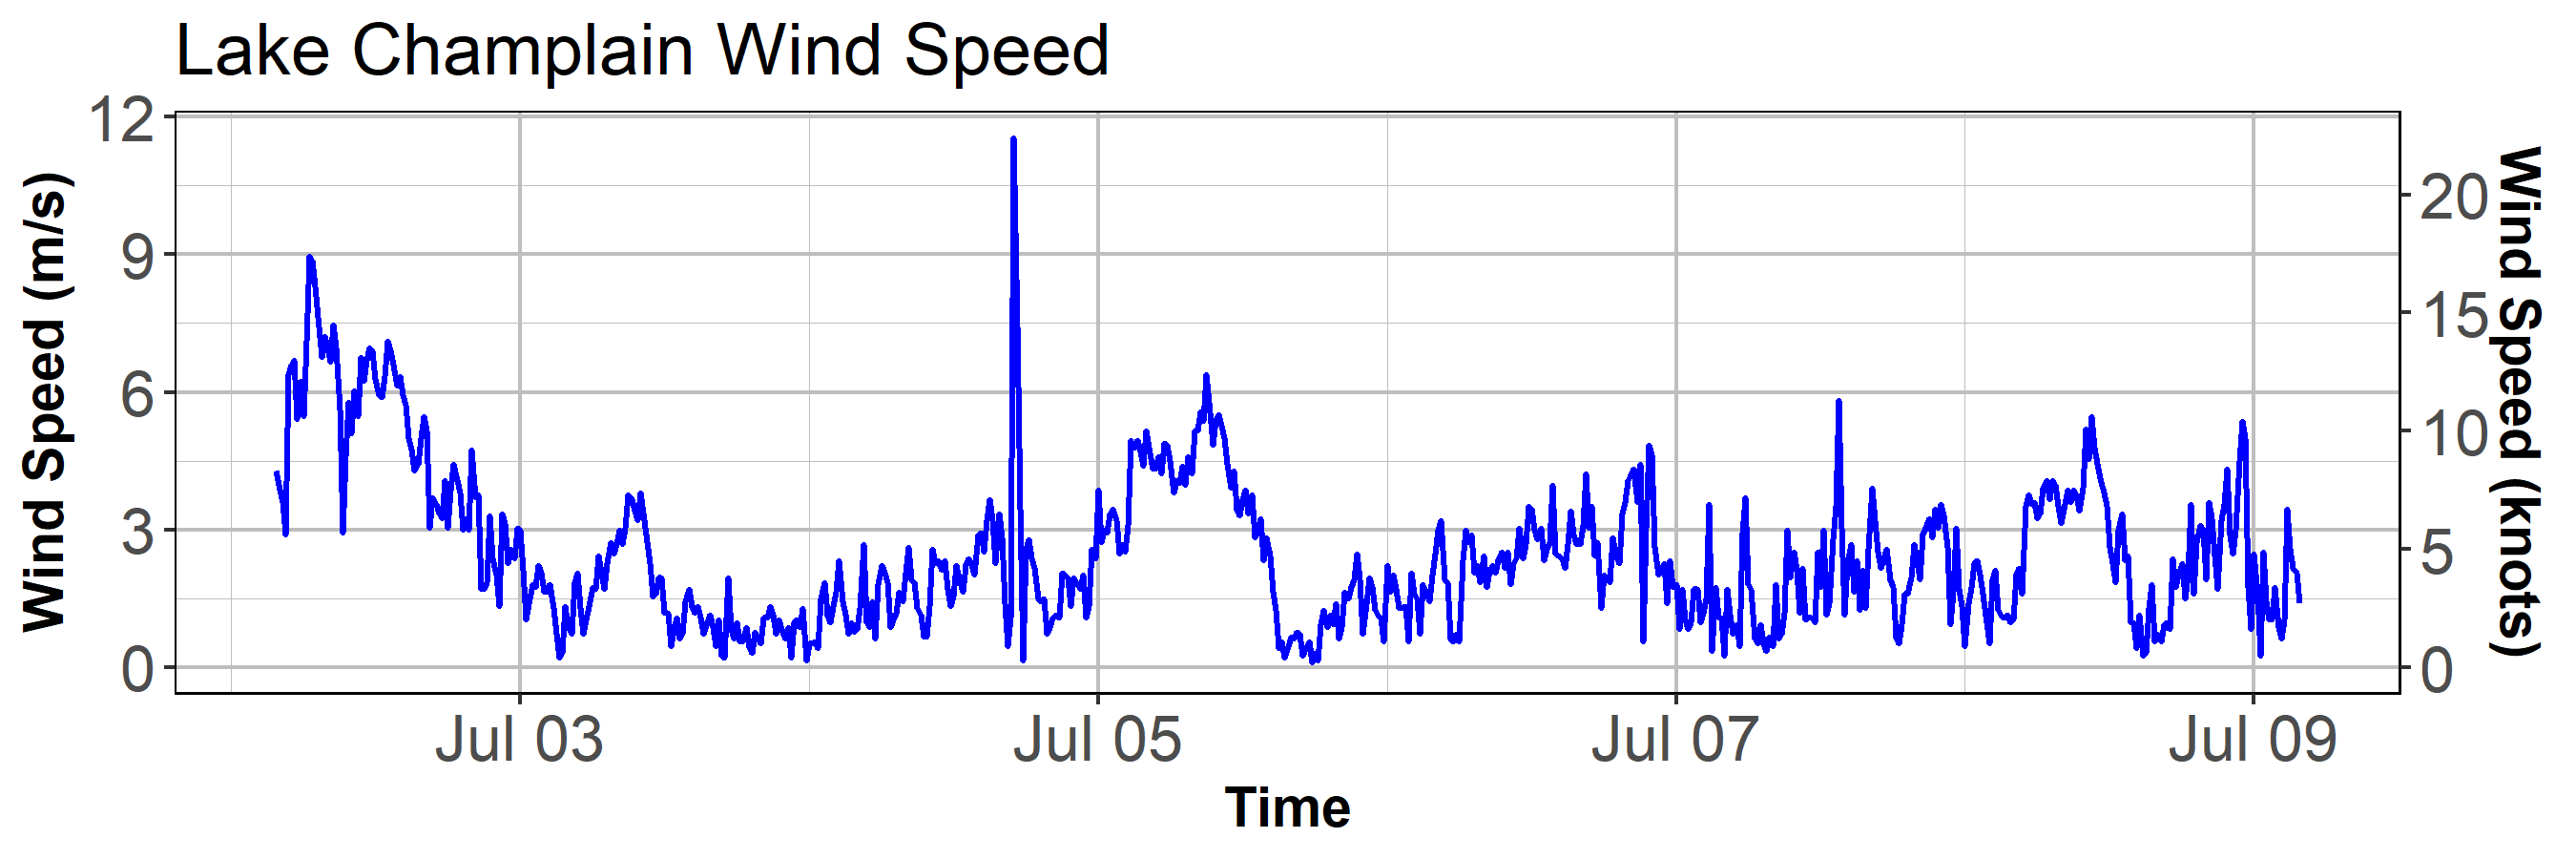 Lake Champlain Wind Speed
Wind Speed (m/s)
12
9
6
3
0
Wind Speed (knots)
20
15
10
5
0
Jul 03
Jul 05
Jul 07
Jul 09
Time